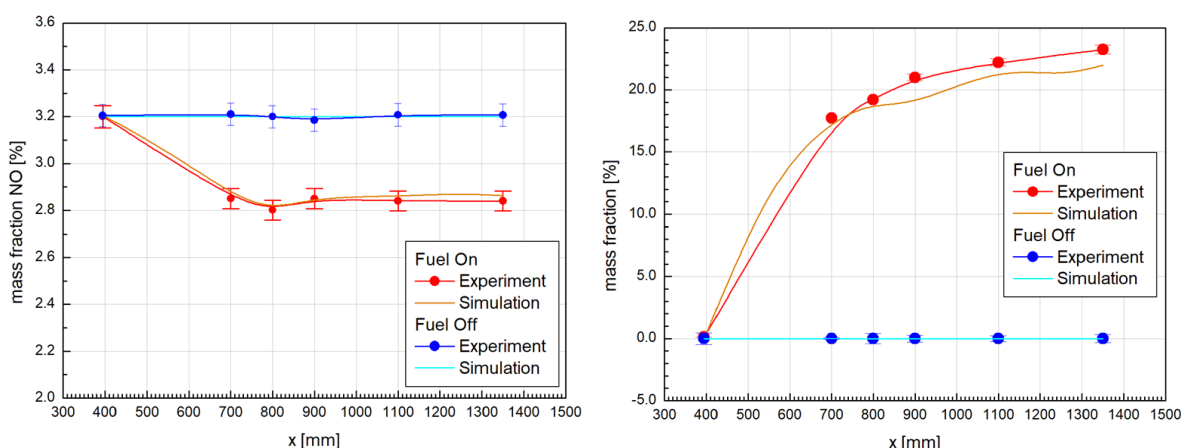 3.6
3.4
3.2
3.0
2.8
2.6
2.4
2.2
2.0
mass fraction NO [%]
300 400 500 600 700 800 900 1000 1100 1200 1300 1400 1500
x [mm]
Fuel On
Experiment
Simulation
Fuel Off
Experiment
Simulation
25.0
20.0
15.0
10.0
5.0
0.0
-5.0
mass fraction [%]
300 400 500 600 700 800 900 1000 1100 1200 1300 1400 1500
x [mm]
Fuel On
Experiment
Simulation
Fuel Off
Experiment
Simulation